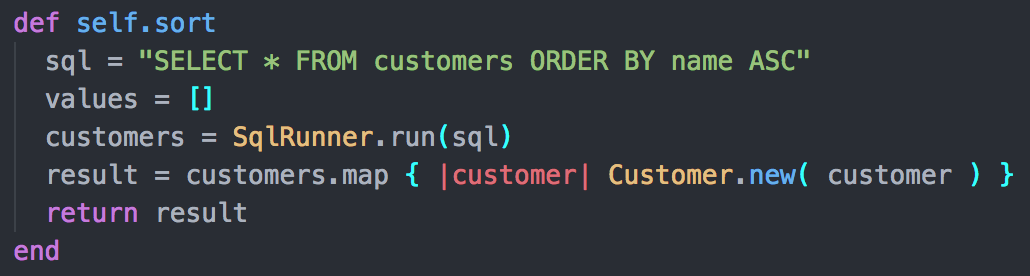 def self.sort
  sql = "SELECT * FROM customers ORDER BY name ASC"
  values = []
  customers = SqlRunner.run(sql)
  result = customers.map { |customer| Customer.new( customer ) }
  return result
end